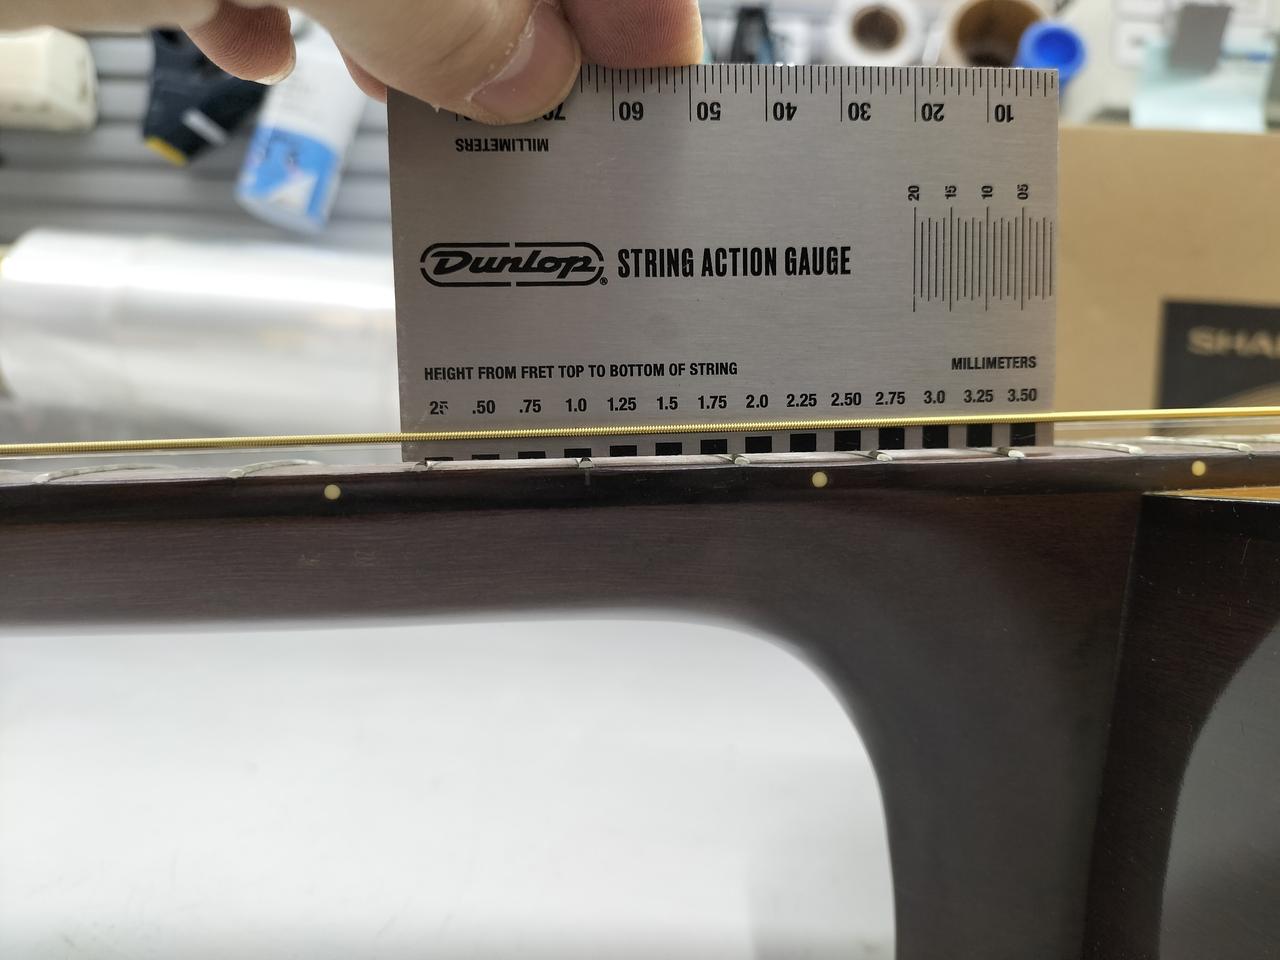 10 20 30 40 50 60 70
MILLIMETERS
20 15 10 05
Dunlop® STRING ACTION GAUGE
HEIGHT FROM FRET TOP TO BOTTOM OF STRING
MILLIMETERS
.25 .50 .75 1.0 1.25 1.5 1.75 2.0 2.25 2.50 2.75 3.0 3.25 3.50